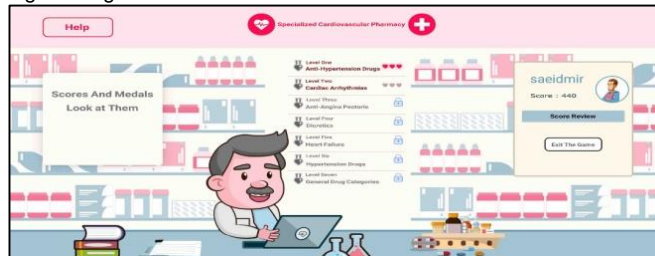 Help
Specialized Cardiovascular Pharmacy
Scores And Medals
Look at Them
Level One
Anti-Hypertension Drugs
Level Two
Cardiac Arrhythmias
Level Three
Anti-Angina Pectoris
Level Four
Diuretics
Level Five
Heart Failure
Level Six
Hypertension Drugs
Level Seven
General Drug Categories
saeidmir
Score : 440
Score Review
Exit The Game